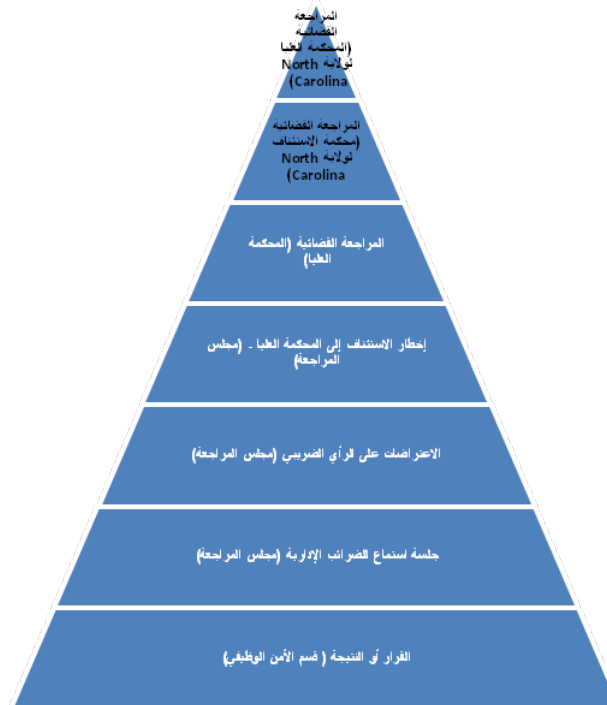 المراجعة
القضائية
(المحكمة العليا
لولاية North
Carolina)
المراجعة القضائية
(محكمة الاستئناف
لولاية North
Carolina)
المراجعة القضائية (المحكمة
العليا)
إخطار الاستئناف إلى المحكمة العليا - (مجلس
المراجعة)
الاعتراضات على الرأي الضريبي (مجلس المراجعة)
جلسة استماع للضرائب الإدارية (مجلس المراجعة)
القرار أو النتيجة ( قسم الأمن الوظيفي)